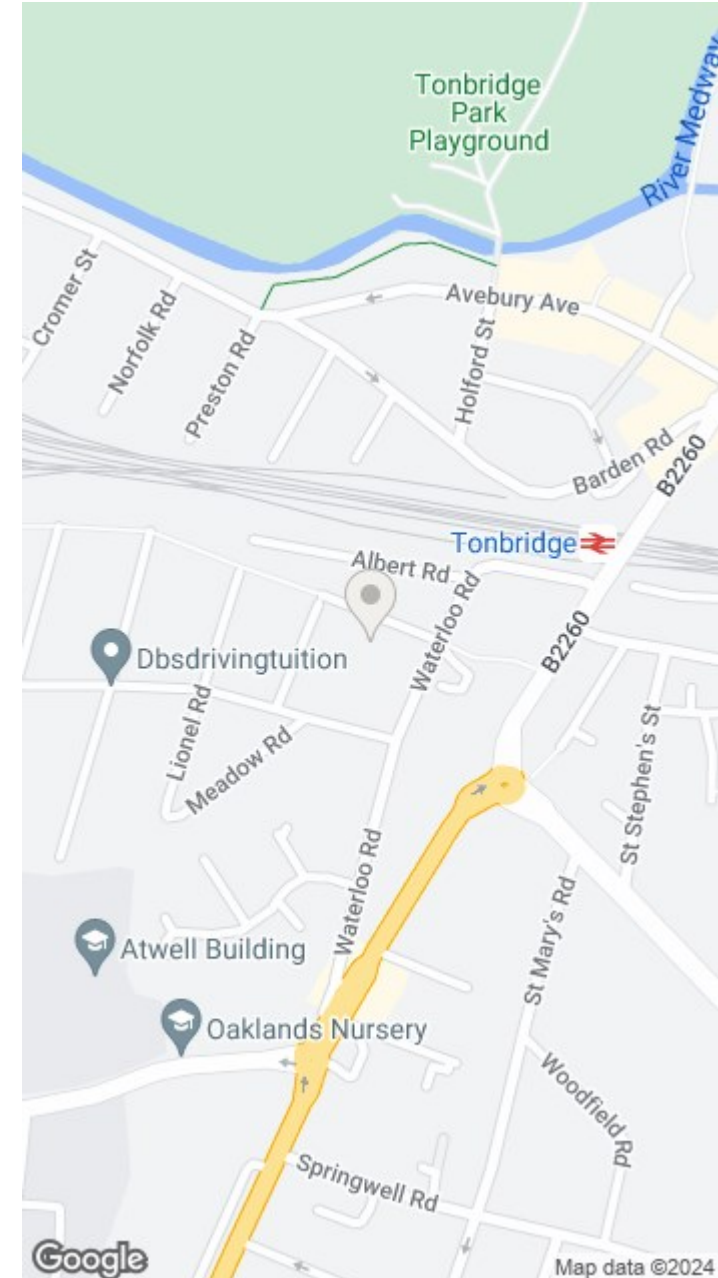 Tonbridge
Park
Playground
River Medway
Avebury Ave
Cromer St
Norfolk Rd
Preston Rd
Holford St
Barden Rd
B2260
Tonbridge
Albert Rd
Waterloo Rd
B2260
Dbsdrivingtuition
Lionel Rd
Meadow Rd
St Stephen's St
Waterloo Rd
St Mary's Rd
Atwell Building
Oaklands Nursery
Woodfield Rd
Springwell Rd
Google
Map data ©2024